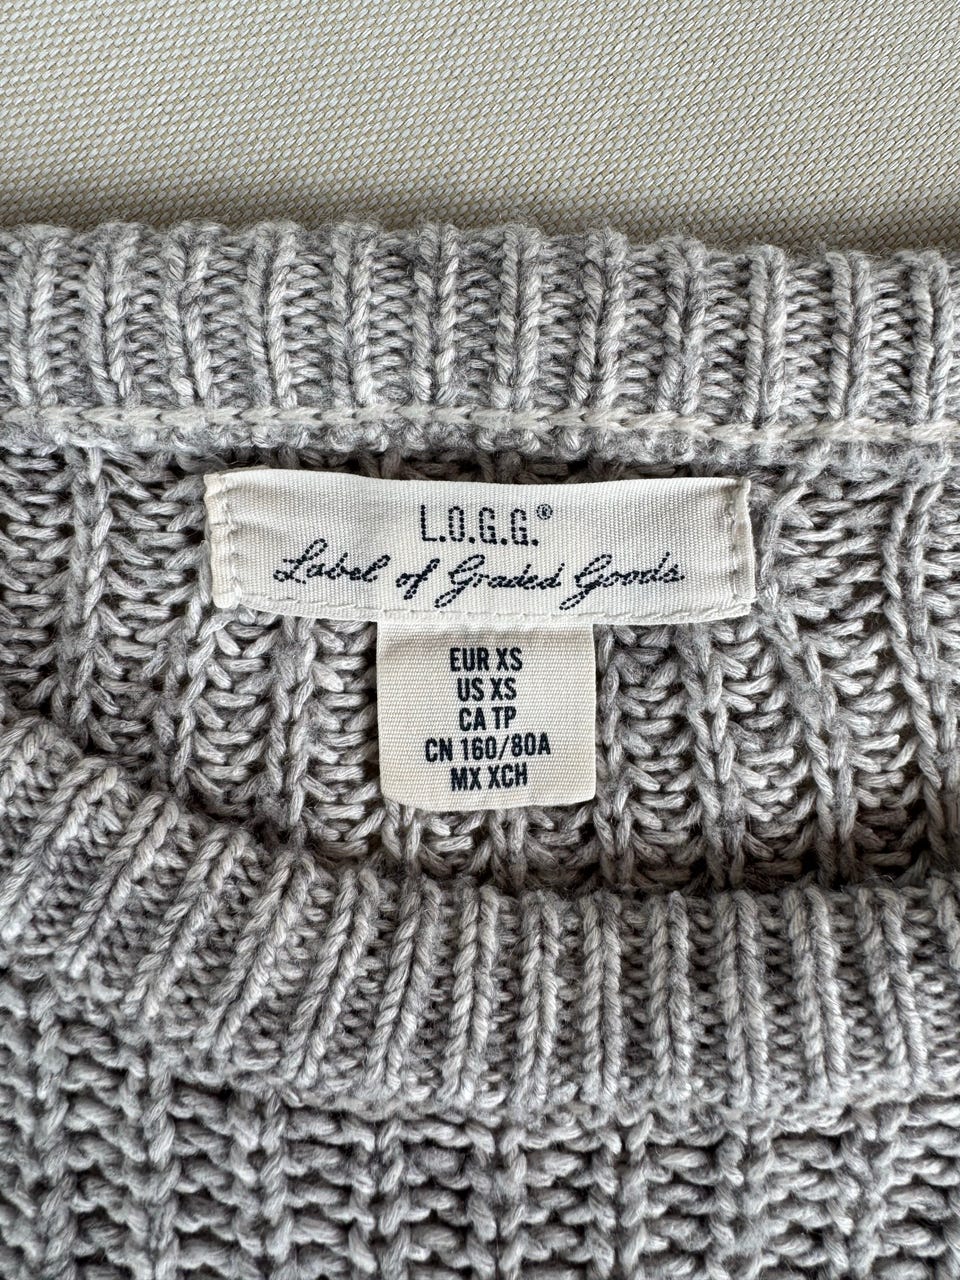 L.O.G.G.®
Label of Graded Goods
EUR XS
US XS
CA TP
CN 160/80A
MX XCH